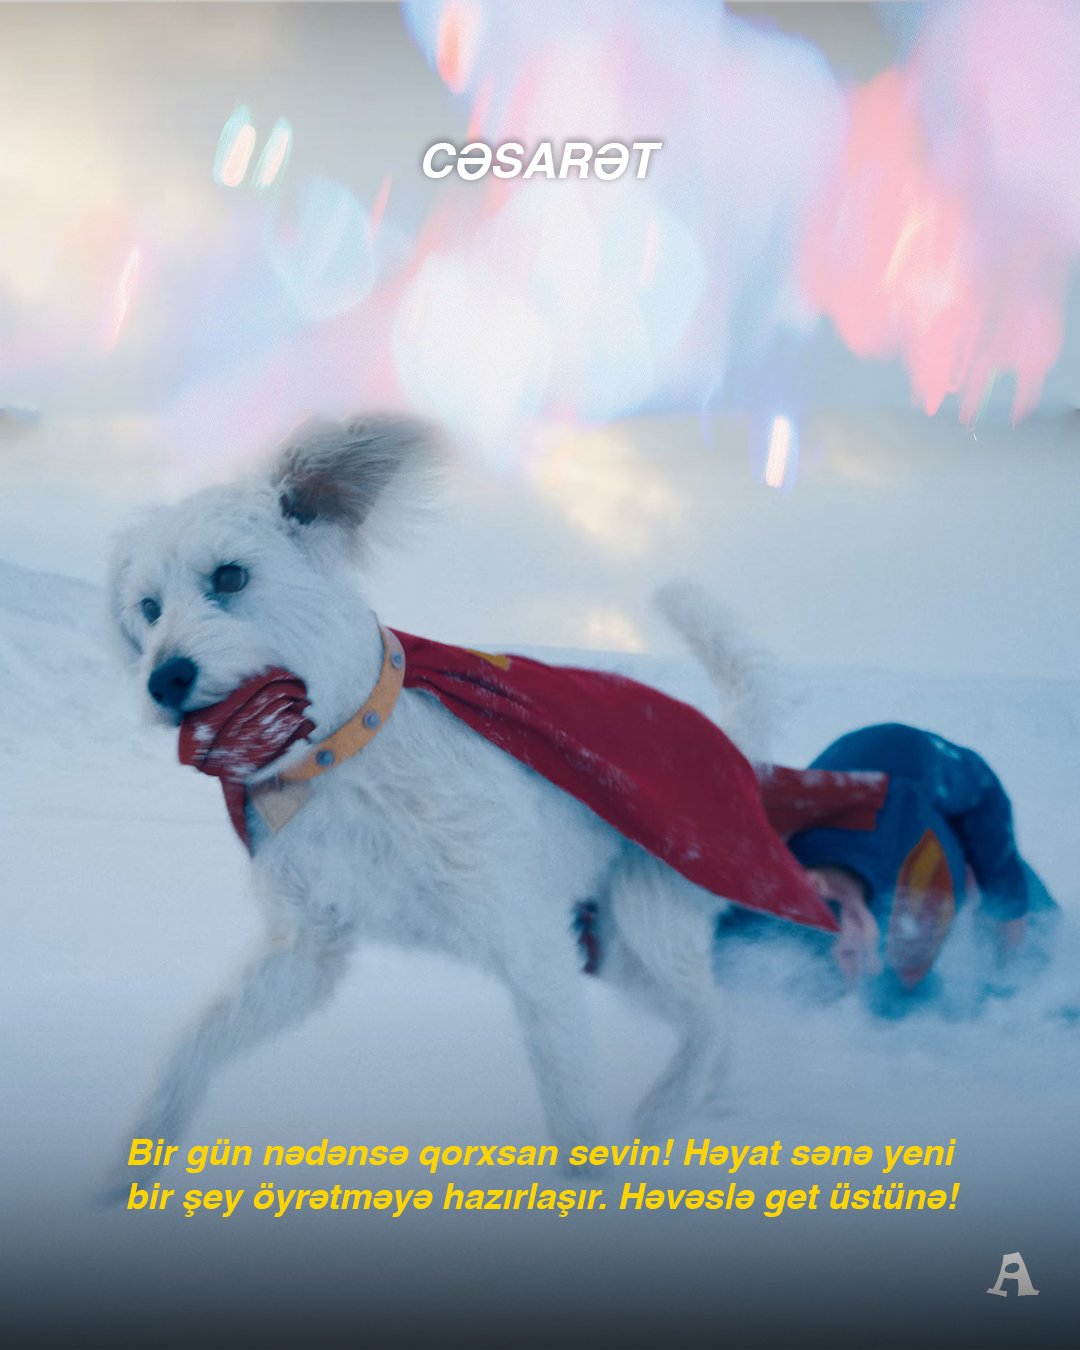 CƏSARƏT
Bir gün nədənsə qorxsan sevin! Həyat sənə yeni
bir şey öyrətməyə hazırlaşır. Həvəslə get üstünə!
A